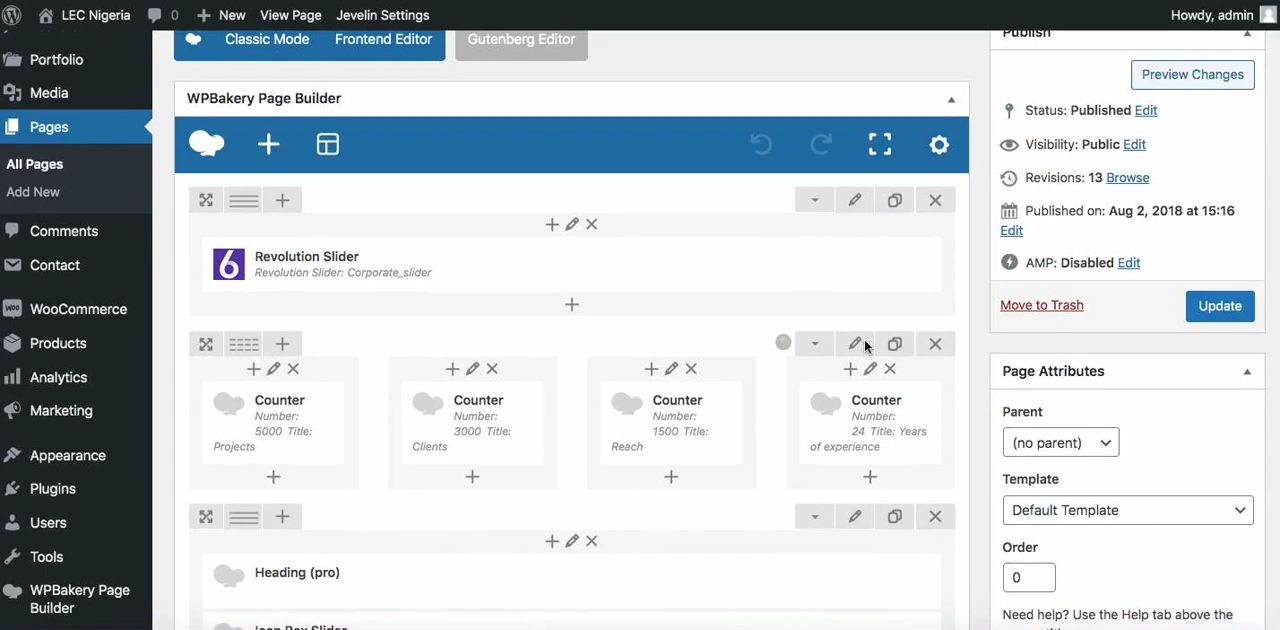 LEC Nigeria
0
New
View Page
Jevelin Settings
Howdy, admin
Portfolio
Media
Pages
All Pages
Add New
Comments
Contact
WOO
WooCommerce
Products
Analytics
Marketing
Appearance
Plugins
Users
Tools
WPBakery Page
Builder
Classic Mode
Frontend Editor
Gutenberg Editor
WPBakery Page Builder
6
Revolution Slider
Revolution Slider: Corporate_slider
Counter
Number:
5000 Title:
Projects
Counter
Number:
3000 Title:
Clients
Counter
Number:
1500 Title:
Reach
Counter
Number:
24 Title: Years
of experience
Heading (pro)
Icon Box Slider
Publish
Preview Changes
Status: Published Edit
Visibility: Public Edit
Revisions: 13 Browse
Published on: Aug 2, 2018 at 15:16
Edit
AMP: Disabled Edit
Move to Trash
Update
Page Attributes
Parent
(no parent)
Template
Default Template
Order
0
Need help? Use the Help tab above the